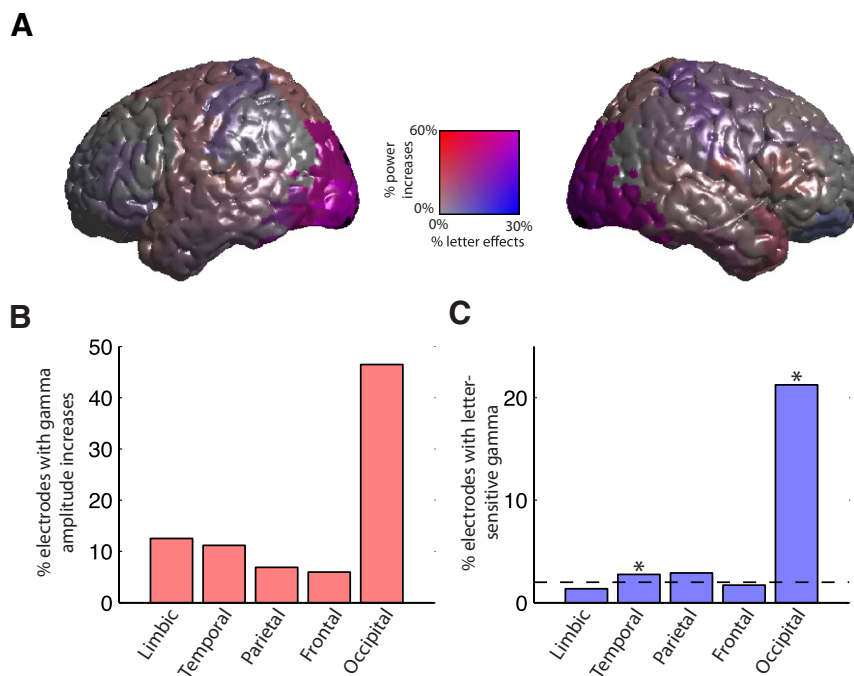 A
60%
% power
increases
0%
0%
30%
% letter effects
B
% electrodes with gamma
amplitude increases
50
40
30
20
10
0
Limbic
Temporal
Parietal
Frontal
Occipital
C
% electrodes with letter-
sensitive gamma
20
10
0
*
*
Limbic
Temporal
Parietal
Frontal
Occipital